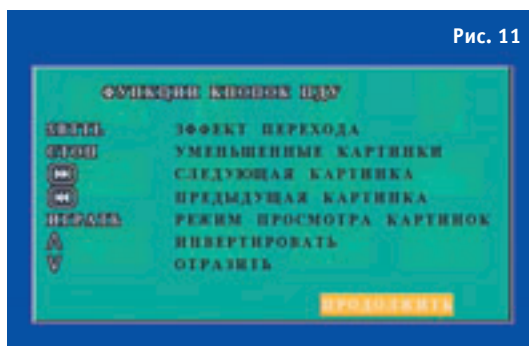 Рис. 11
ФУНКЦИИ КНОПОК ПДУ
ЭФФЕКТ ПЕРЕХОДА
СТОП УМЕНЬШЕННЫЕ КАРТИНКИ
СЛЕДУЮЩАЯ КАРТИНКА
ПРЕДЫДУЩАЯ КАРТИНКА
ИГРАТЬ РЕЖИМ ПРОСМОТРА КАРТИНОК
ИНВЕРТИРОВАТЬ
ОТРАЗИТЬ
ПРОДОЛЖИТЬ